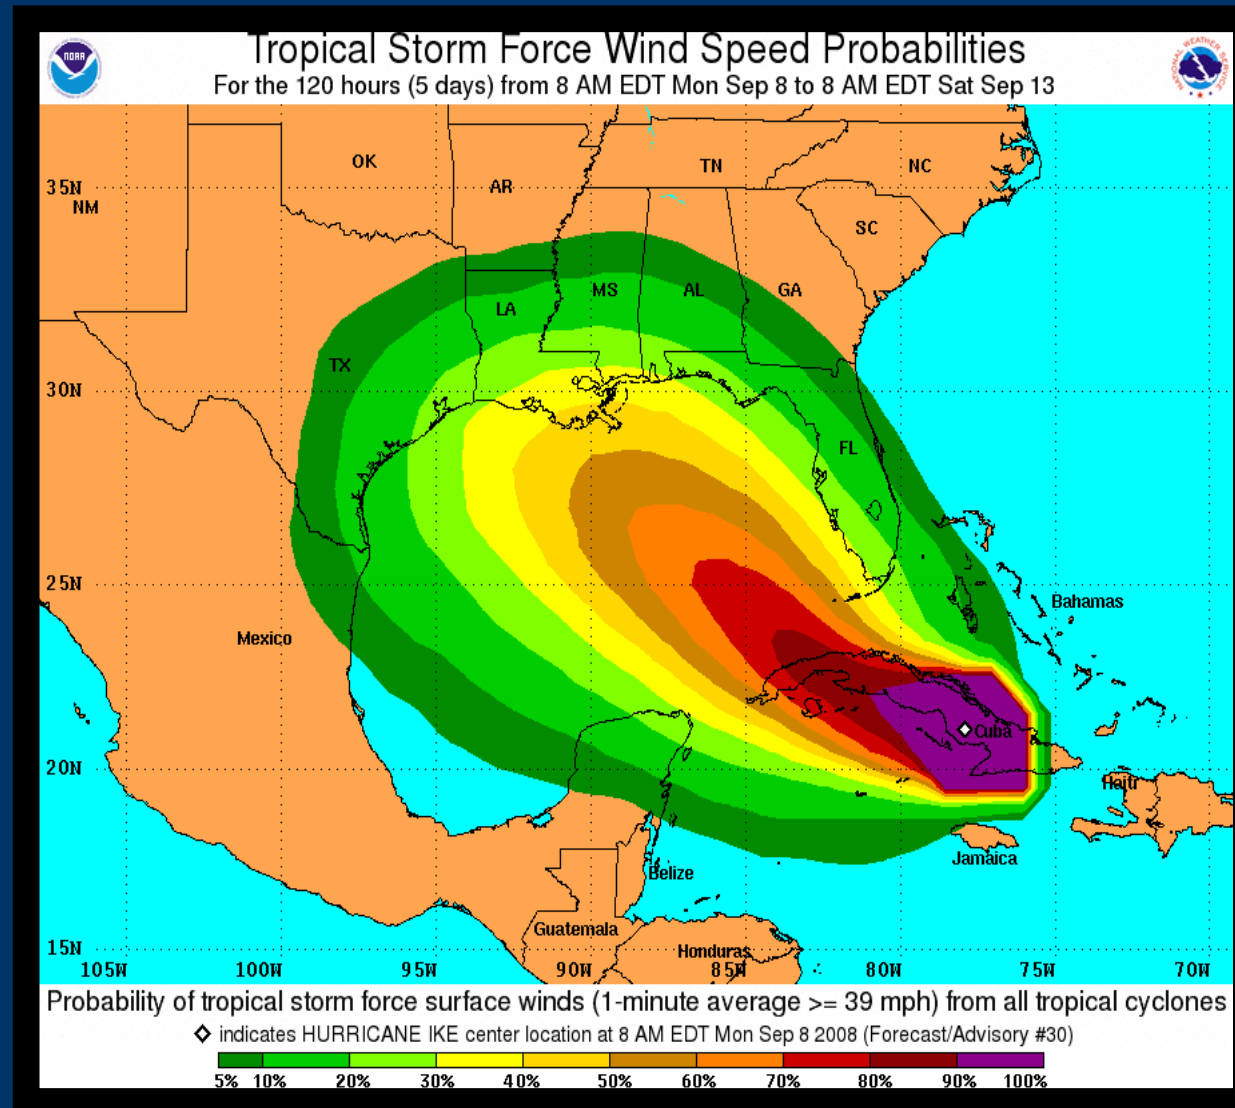 Tropical Storm Force Wind Speed Probabilities
For the 120 hours (5 days) from 8 AM EDT Mon Sep 8 to 8 AM EDT Sat Sep 13
NOAA
NATIONAL WEATHER SERVICE
OK
TN
NC
AR
35N
NM
SC
MS
AL
GA
LA
TX
30N
FL
25N
Bahamas
Mexico
Cuba
20N
Haiti
Jamaica
Belize
Guatemala
Honduras
15N
105W 100W 95W 90W 85W 80W 75W 70W
Probability of tropical storm force surface winds (1-minute average >= 39 mph) from all tropical cyclones
◇ indicates HURRICANE IKE center location at 8 AM EDT Mon Sep 8 2008 (Forecast/Advisory #30)
5% 10% 20% 30% 40% 50% 60% 70% 80% 90% 100%